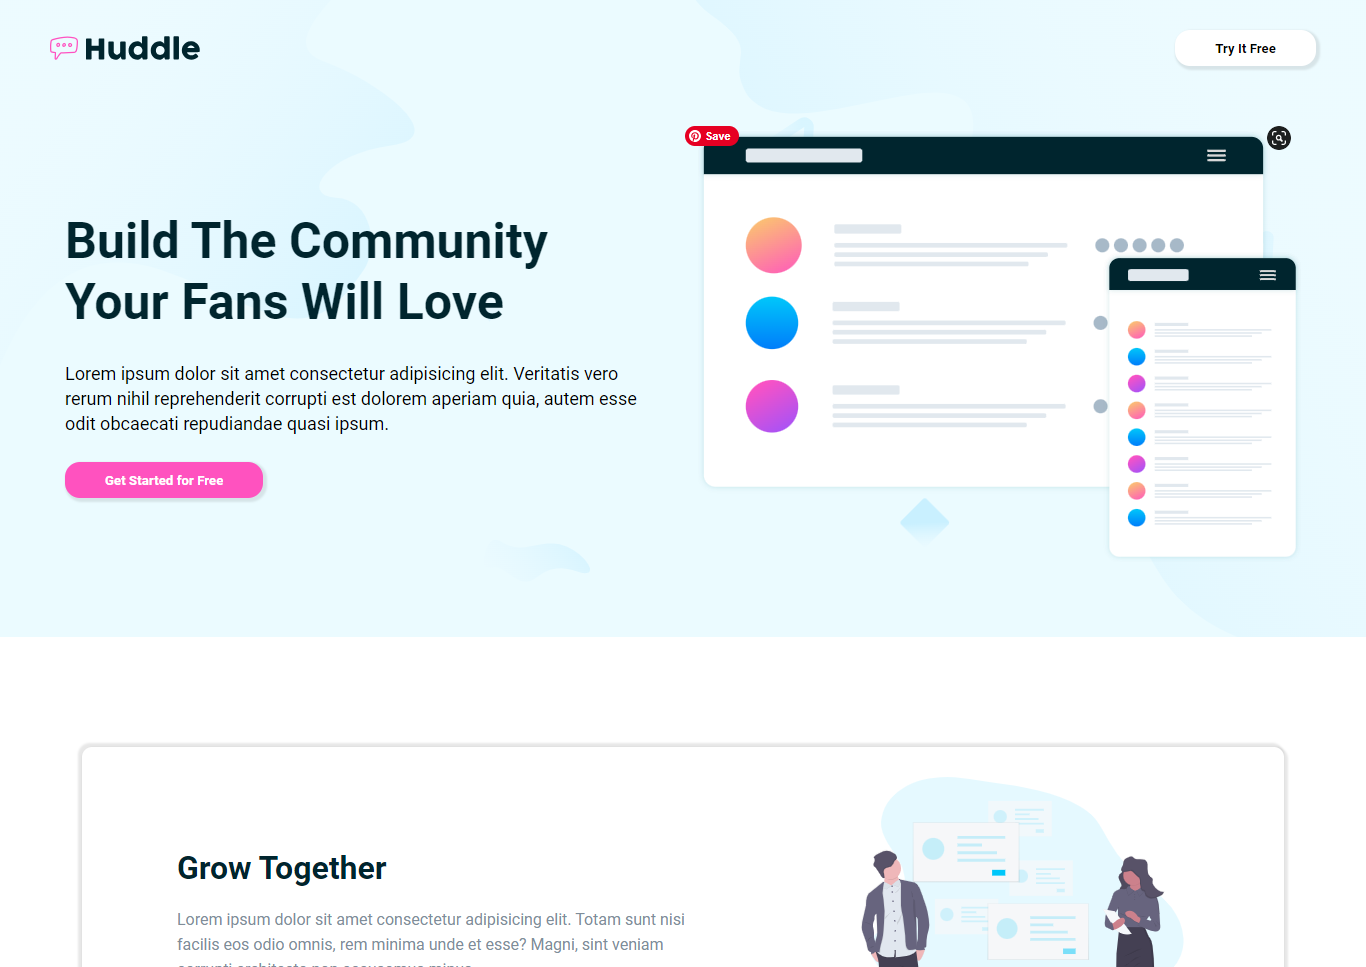 Huddle
Try It Free
Save
Build The Community
Your Fans Will Love
Lorem ipsum dolor sit amet consectetur adipisicing elit. Veritatis vero
rerum nihil reprehenderit corrupti est dolorem aperiam quia, autem esse
odit obcaecati repudiandae quasi ipsum.
Get Started for Free
Grow Together
Lorem ipsum dolor sit amet consectetur adipisicing elit. Totam sunt nisi
facilis eos odio omnis, rem minima unde et esse? Magni, sint veniam